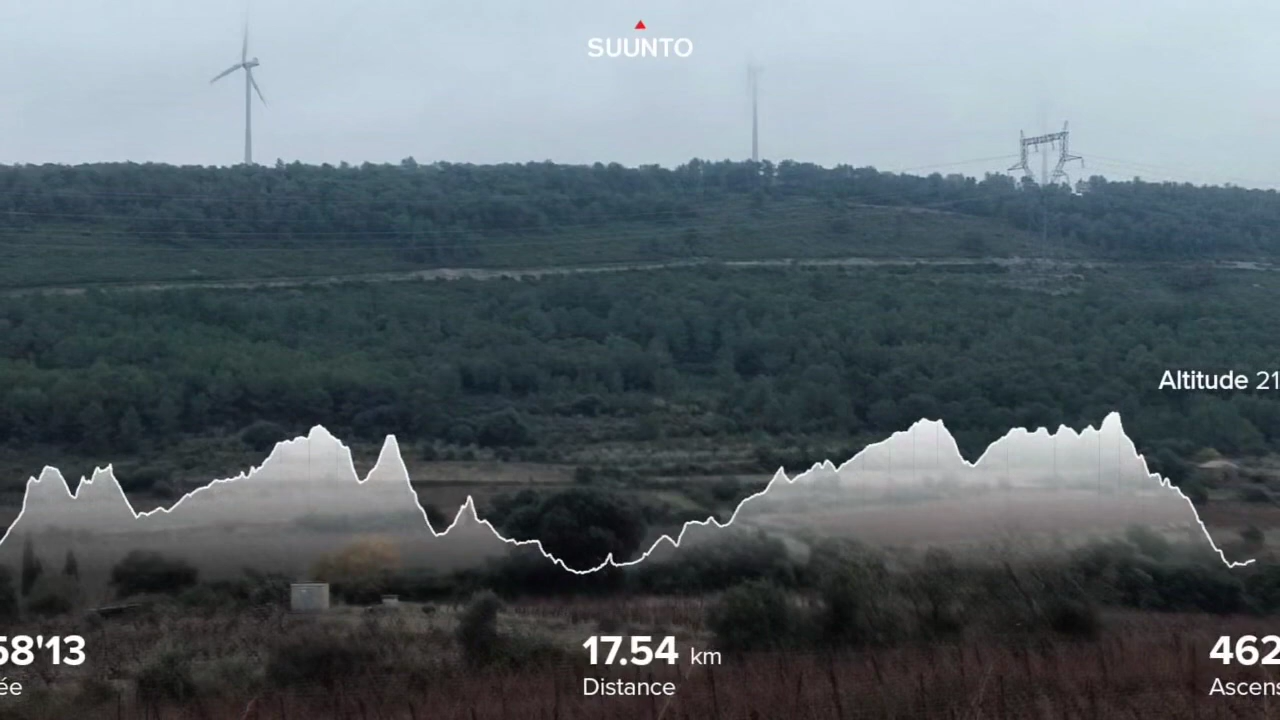 SUUNTO
Altitude 21
58'13
17.54 km
462
ée
Distance
Ascens